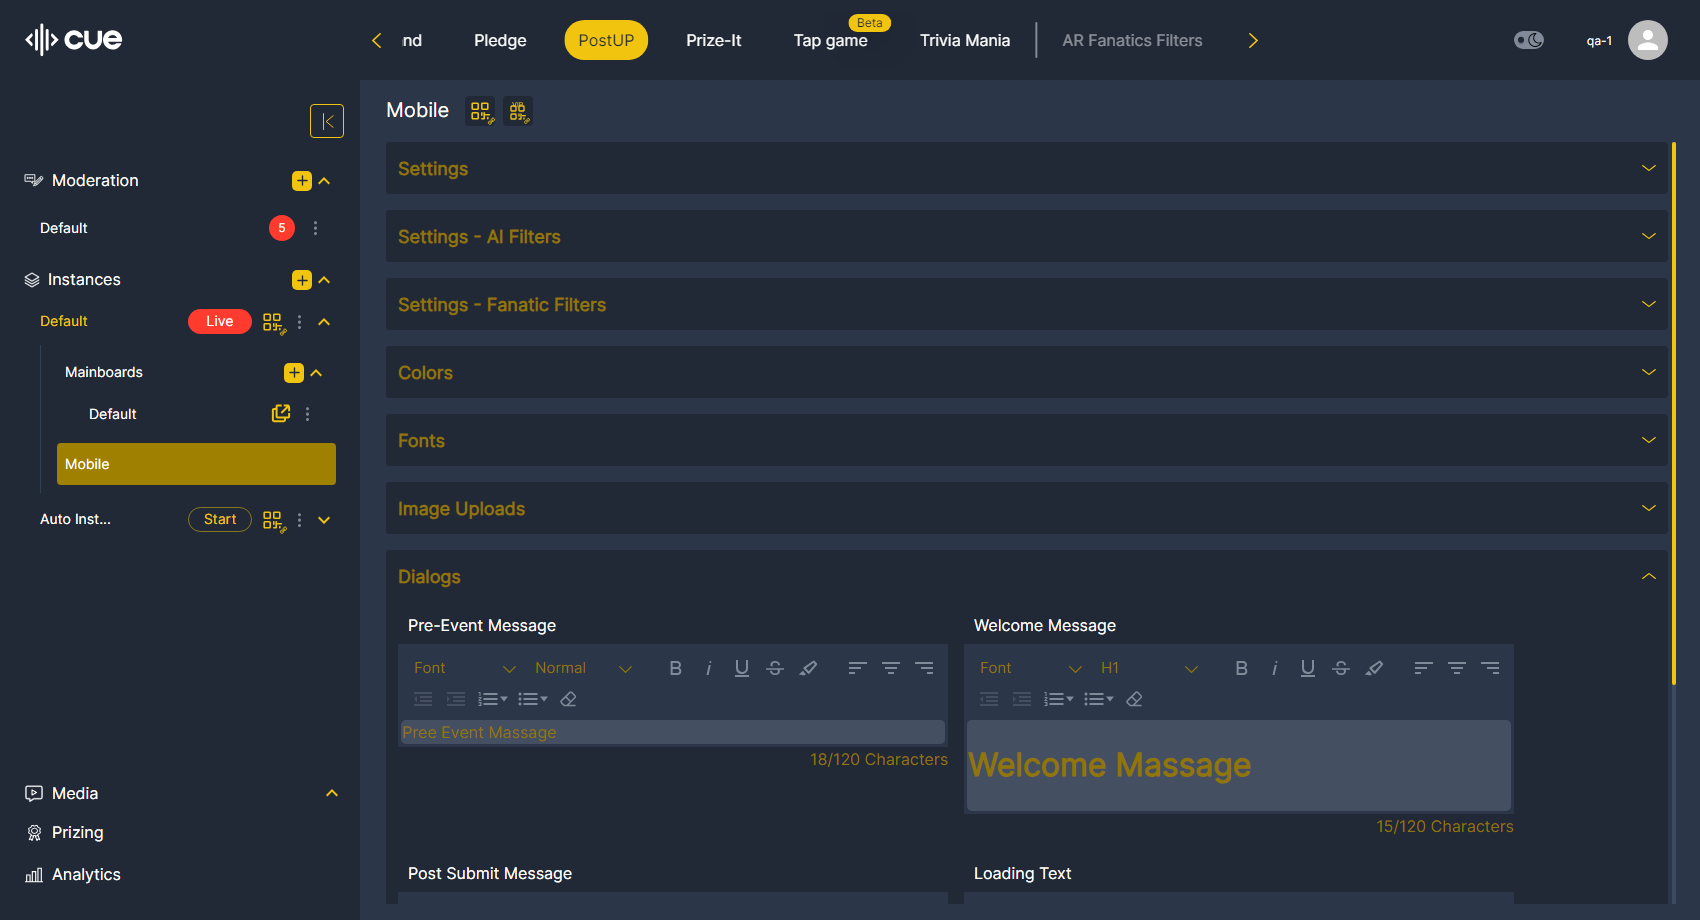 cue
nd
Pledge
PostUP
Prize-It
Tap game
Beta
Trivia Mania
AR Fanatics Filters
qa-1
Moderation
Default
5
Instances
Default
Live
Mainboards
Default
Mobile
Auto Inst...
Start
Media
Prizing
Analytics
Mobile
Settings
Settings - AI Filters
Settings - Fanatic Filters
Colors
Fonts
Image Uploads
Dialogs
Pre-Event Message
Font
Normal
B i U S
Pree Event Massage
18/120 Characters
Welcome Message
Font
H1
B i U S
Welcome Massage
15/120 Characters
Post Submit Message
Loading Text